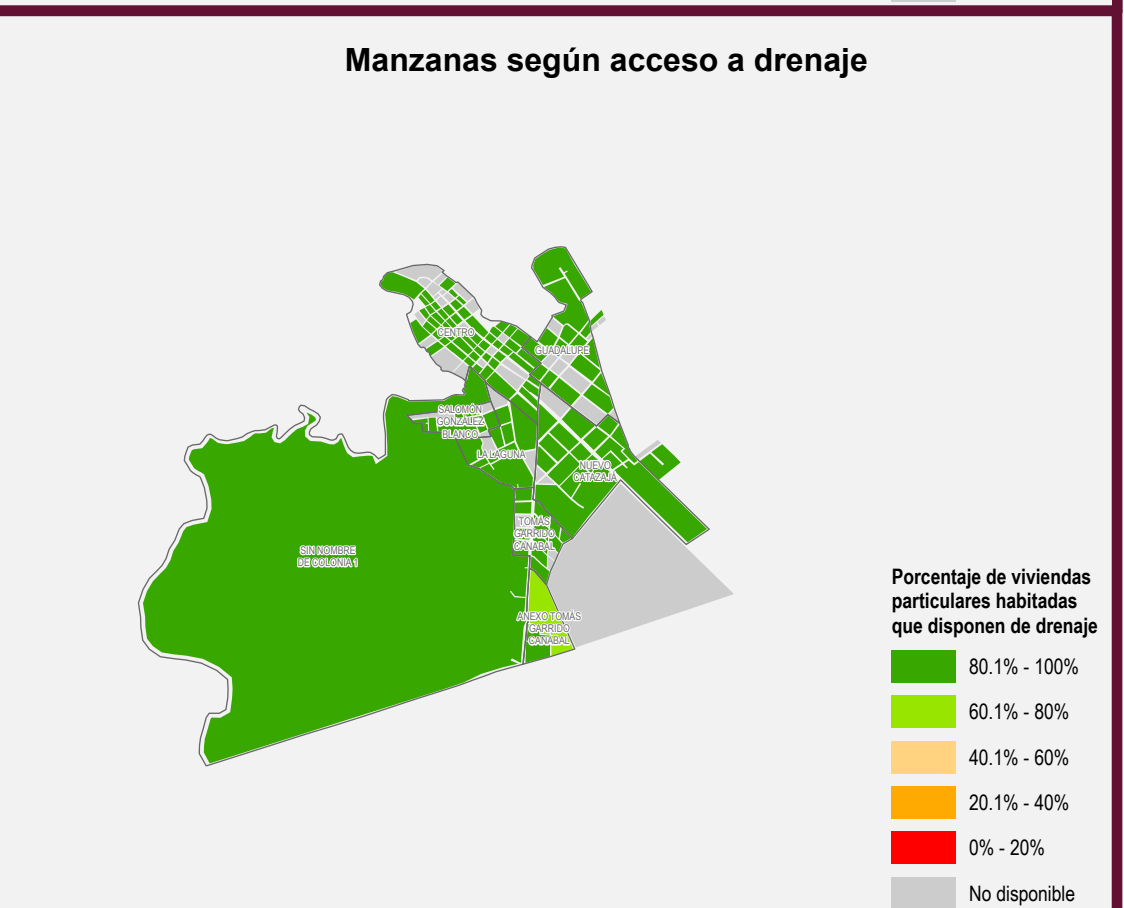 Manzanas según acceso a drenaje
CENTRO
GUADALUPE
SALOMÓN
GONZÁLEZ
BLANCO
LA LAGUNA
NUEVO
CATAZAJÁ
TOMÁS
GARRIDO
CANABAL
SIN NOMBRE
DE COLONIA 1
ANEXO TOMÁS
GARRIDO
CANABAL
Porcentaje de viviendas
particulares habitadas
que disponen de drenaje
80.1% - 100%
60.1% - 80%
40.1% - 60%
20.1% - 40%
0% - 20%
No disponible